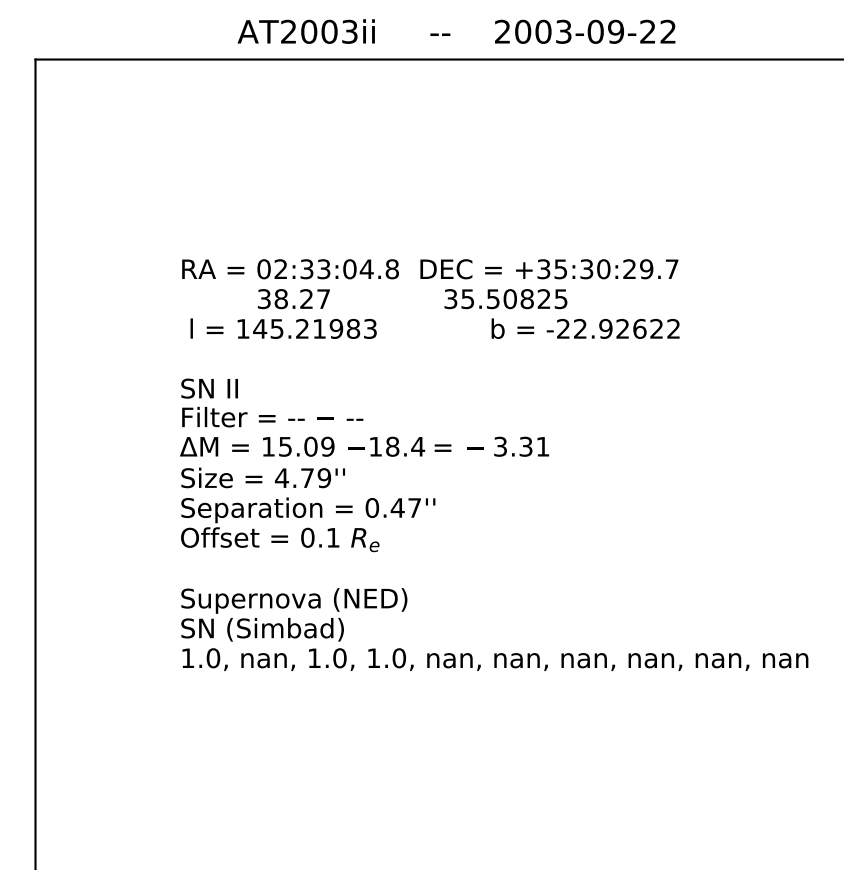 AT2003ii -- 2003-09-22
RA = 02:33:04.8 DEC = +35:30:29.7
38.27 35.50825
l = 145.21983 b = -22.92622
SN II
Filter = -- − --
ΔM = 15.09 −18.4 = − 3.31
Size = 4.79''
Separation = 0.47''
Offset = 0.1 Rₑ
Supernova (NED)
SN (Simbad)
1.0, nan, 1.0, 1.0, nan, nan, nan, nan, nan, nan